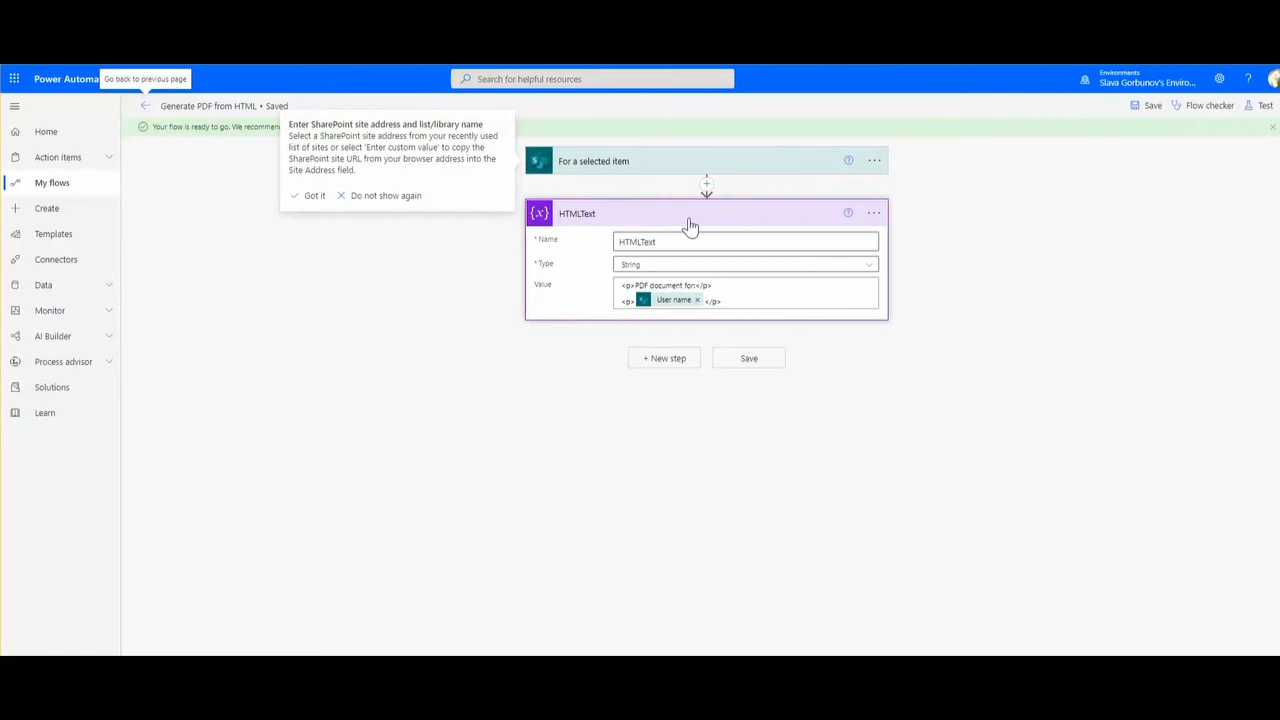 Power Automa
Go back to previous page
Search for helpful resources
Environments
Slava Gorbunov's Enviro...
?
Generate PDF from HTML • Saved
Save
Flow checker
Test
Your flow is ready to go. We recommen
Home
Action items
My flows
Create
Templates
Connectors
Data
Monitor
AI Builder
Process advisor
Solutions
Learn
Enter SharePoint site address and list/library name
Select a SharePoint site address from your recently used
list of sites or select 'Enter custom value' to copy the
SharePoint site URL from your browser address into the
Site Address field.
Got it
Do not show again
For a selected item
{x} HTMLText
* Name
HTMLText
* Type
String
Value
<p>PDF document for:</p>
<p> User name × </p>
+ New step
Save